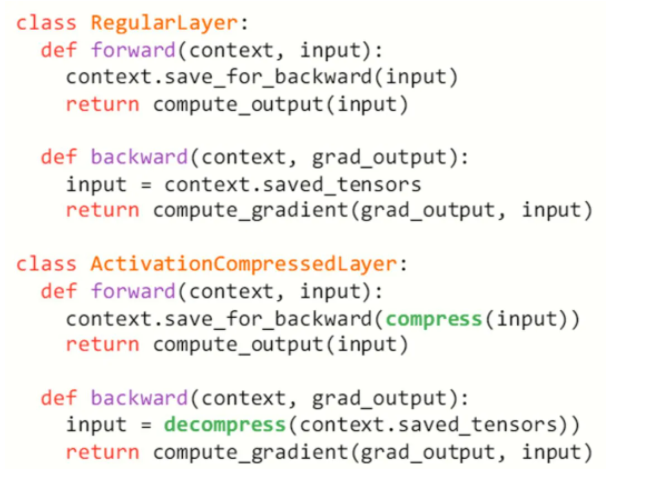 class RegularLayer:
  def forward(context, input):
    context.save_for_backward(input)
    return compute_output(input)

  def backward(context, grad_output):
    input = context.saved_tensors
    return compute_gradient(grad_output, input)

class ActivationCompressedLayer:
  def forward(context, input):
    context.save_for_backward(compress(input))
    return compute_output(input)

  def backward(context, grad_output):
    input = decompress(context.saved_tensors))
    return compute_gradient(grad_output, input)